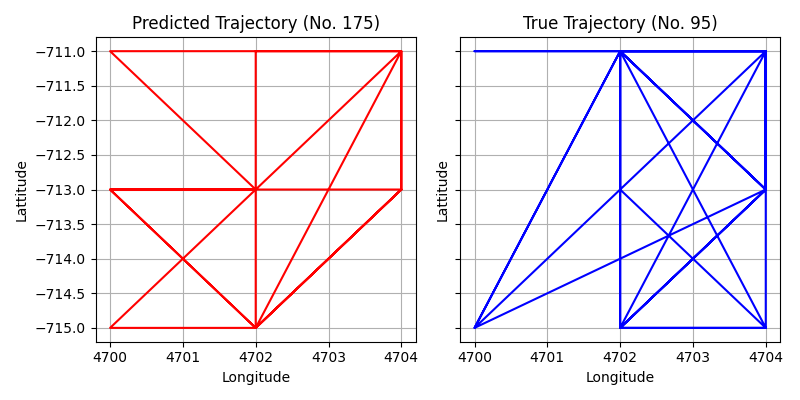 Predicted Trajectory (No. 175)
True Trajectory (No. 95)
−711.0
−711.5
−712.0
−712.5
−713.0
−713.5
−714.0
−714.5
−715.0
Lattitude
Lattitude
4700 4701 4702 4703 4704
4700 4701 4702 4703 4704
Longitude
Longitude